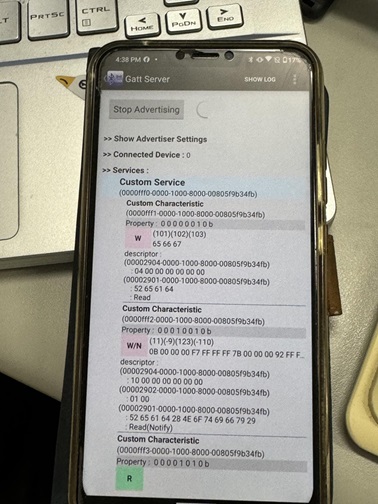 PRTSC
CTRL
HOME
PGDN
END
4:38 PM
17%
Gatt Server
SHOW LOG
Stop Advertising
>> Show Advertiser Settings
>> Connected Device : 0
>> Services :
Custom Service
(0000fff0-0000-1000-8000-00805f9b34fb)
Custom Characteristic
(0000fff1-0000-1000-8000-00805f9b34fb)
Property : 0 0 0 0 0 0 1 0 b
W
(101)(102)(103)
65 66 67
descriptor :
(00002904-0000-1000-8000-00805f9b34fb)
: 04 00 00 00 00 00 00
(00002901-0000-1000-8000-00805f9b34fb)
: 52 65 61 64
: Read
Custom Characteristic
(0000fff2-0000-1000-8000-00805f9b34fb)
Property : 0 0 0 1 0 0 1 0 b
W/N
(11)(-9)(123)(-110)
0B 00 00 00 F7 FF FF FF 7B 00 00 00 92 FF F...
descriptor :
(00002904-0000-1000-8000-00805f9b34fb)
: 10 00 00 00 00 00 00
(00002902-0000-1000-8000-00805f9b34fb)
: 01 00
(00002901-0000-1000-8000-00805f9b34fb)
: 52 65 61 64 28 4E 6F 74 69 66 79 29
: Read(Notify)
Custom Characteristic
(0000fff3-0000-1000-8000-00805f9b34fb)
Property : 0 0 0 0 1 0 1 0 b
R